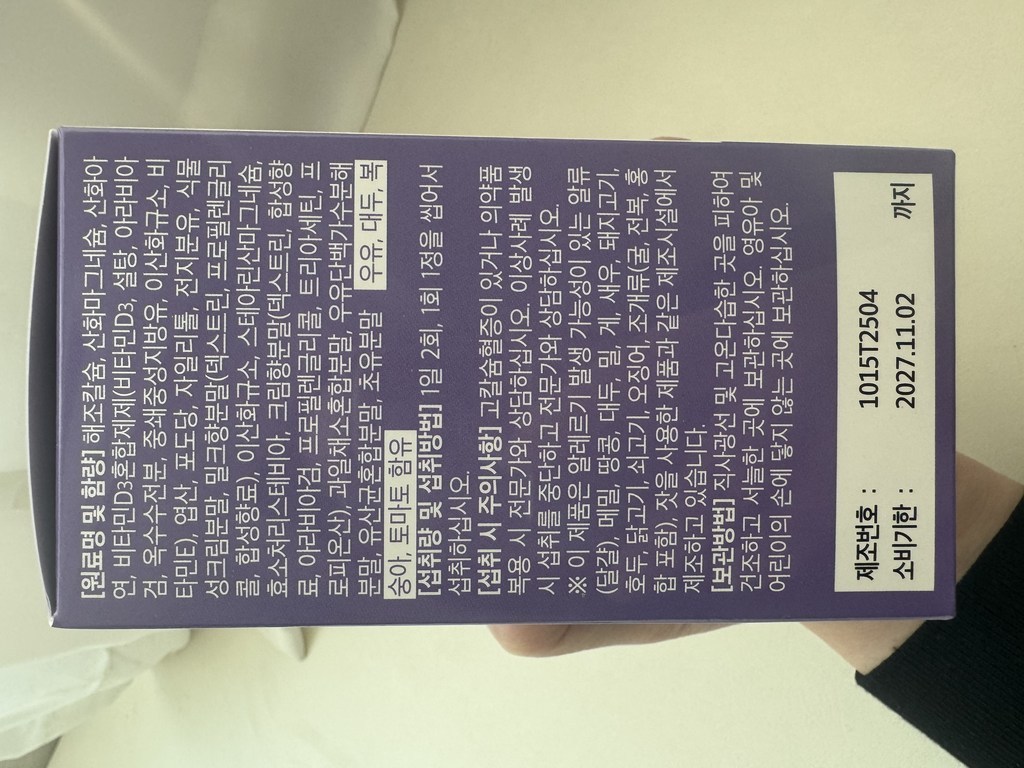 [원료명 및 함량] 해조칼슘, 산화마그네슘, 산화아
연, 비타민D3혼합제제(비타민D3, 설탕, 아라비아
검, 옥수수전분, 중쇄중성지방유, 이산화규소, 비
타민E), 엽산, 포도당, 자일리톨, 전지분유, 식물
성크림분말, 밀크향분말(덱스트린, 프로필렌글리
콜, 합성향료), 이산화규소, 스테아린산마그네슘,
효소처리스테비아, 크림향분말(덱스트린, 합성향
료, 아라비아검, 프로필렌글리콜, 트리아세틴, 프
로피온산), 과일채소혼합분말, 우유단백가수분해
분말, 유산균혼합분말, 초유분말 우유, 대두, 복
숭아, 토마토 함유
[섭취량 및 섭취방법] 1일 2회, 1회 1정을 씹어서
섭취하십시오.
[섭취 시 주의사항] 고칼슘혈증이 있거나 의약품
복용 시 전문가와 상담하십시오. 이상사례 발생
시 섭취를 중단하고 전문가와 상담하십시오.
※ 이 제품은 알레르기 발생 가능성이 있는 알류
(달걀), 메밀, 땅콩, 대두, 밀, 게, 새우, 돼지고기,
호두, 닭고기, 쇠고기, 오징어, 조개류(굴, 전복, 홍
합 포함), 잣을 사용한 제품과 같은 제조시설에서
제조하고 있습니다.
[보관방법] 직사광선 및 고온다습한 곳을 피하여
건조하고 서늘한 곳에 보관하십시오. 영유아 및
어린이의 손에 닿지 않는 곳에 보관하십시오.
제조번호 : 1015T2504
소비기한 : 2027.11.02 까지